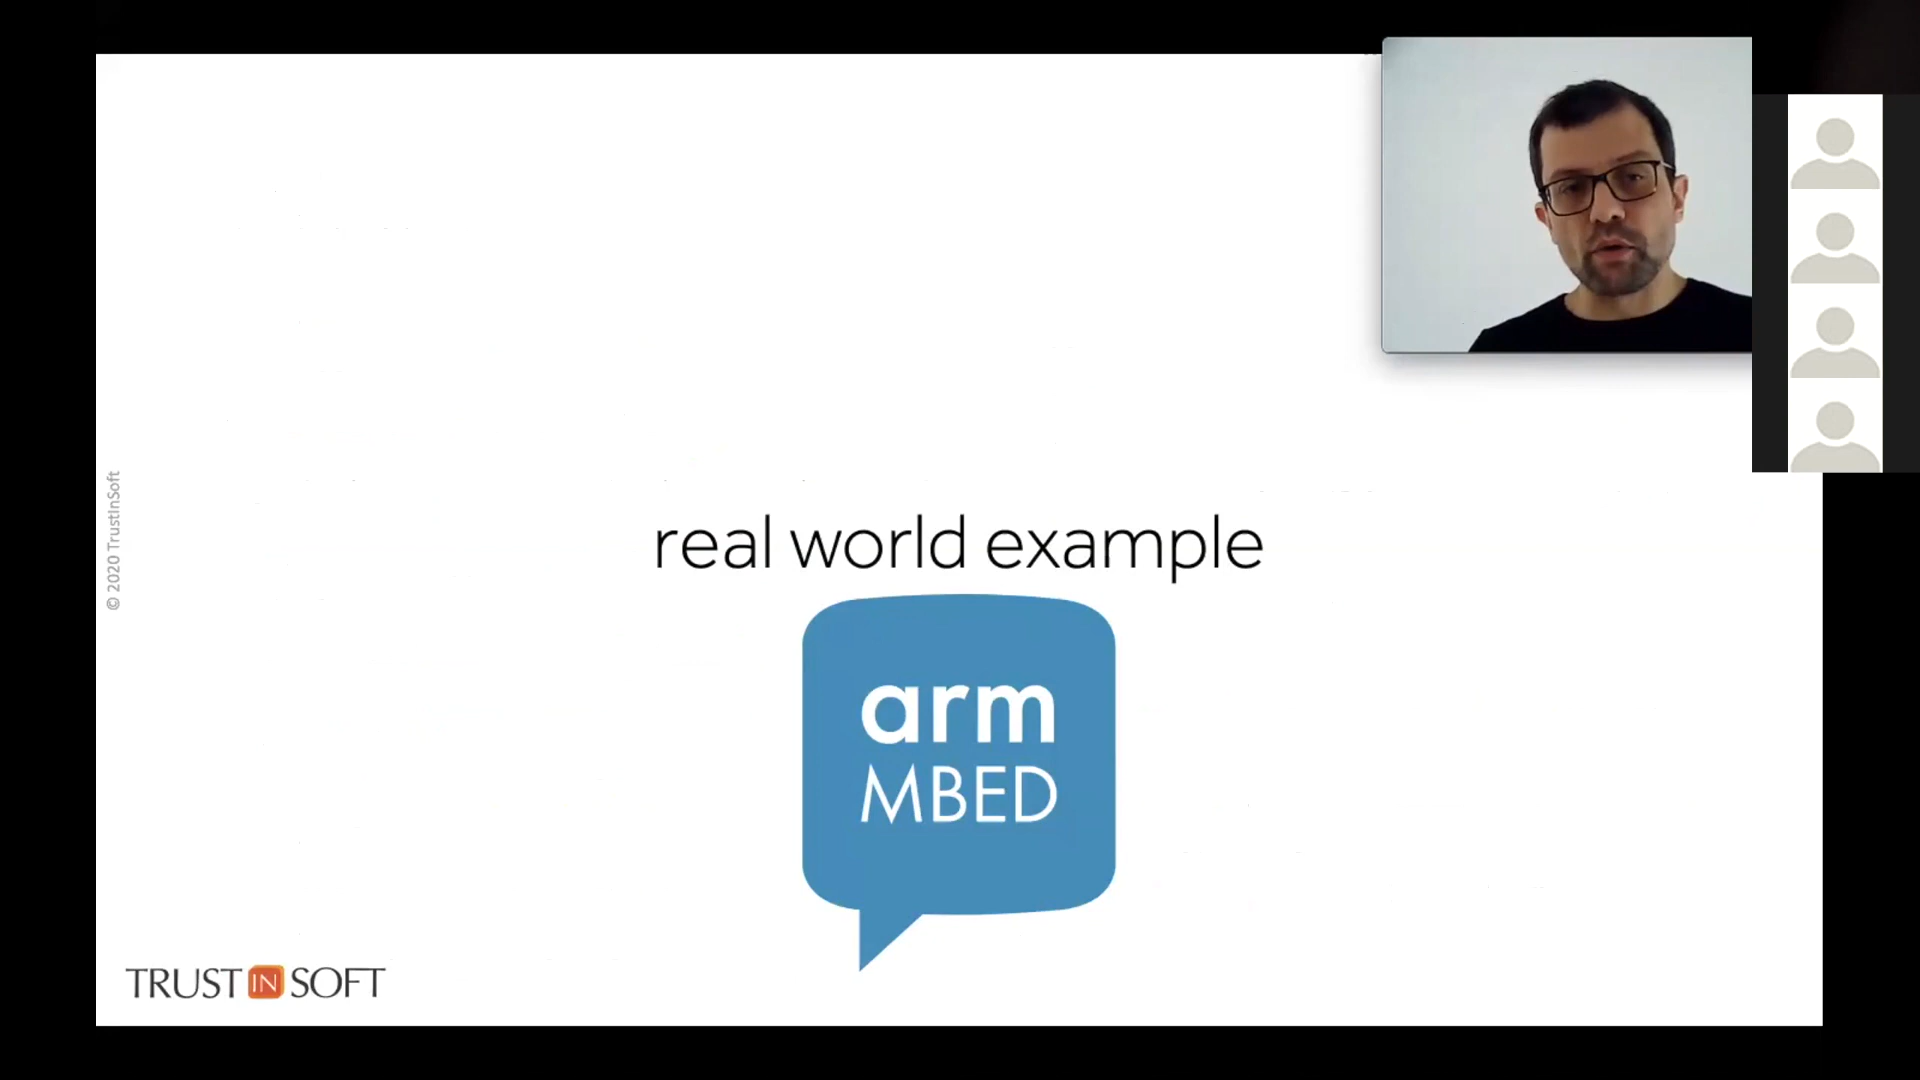 © 2020 TrustInSoft
real world example
arm
MBED
TRUST IN SOFT